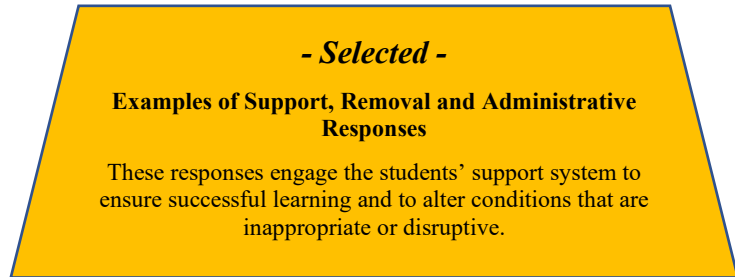 - Selected -
Examples of Support, Removal and Administrative
Responses
These responses engage the students’ support system to
ensure successful learning and to alter conditions that are
inappropriate or disruptive.